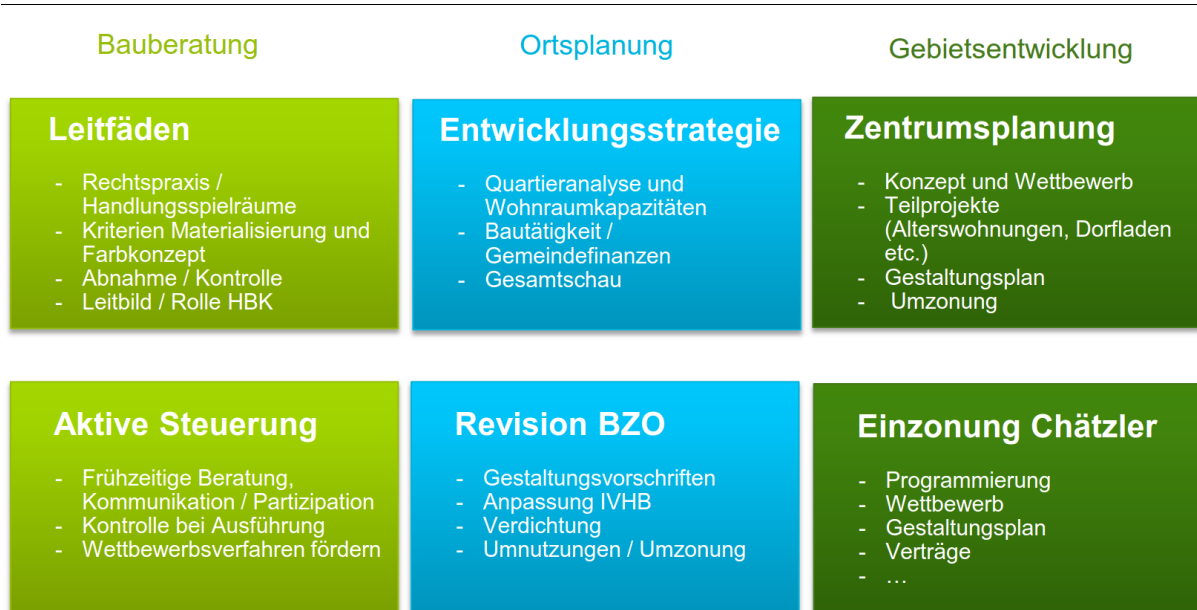 Bauberatung
Ortsplanung
Gebietsentwicklung
Leitfäden
- Rechtspraxis /
Handlungsspielräume
- Kriterien Materialisierung und
Farbkonzept
- Abnahme / Kontrolle
- Leitbild / Rolle HBK
Entwicklungsstrategie
- Quartieranalyse und
Wohnraumkapazitäten
- Bautätigkeit /
Gemeindefinanzen
- Gesamtschau
Zentrumsplanung
- Konzept und Wettbewerb
- Teilprojekte
(Alterswohnungen, Dorfladen
etc.)
- Gestaltungsplan
- Umzonung
Aktive Steuerung
- Frühzeitige Beratung,
Kommunikation / Partizipation
- Kontrolle bei Ausführung
- Wettbewerbsverfahren fördern
Revision BZO
- Gestaltungsvorschriften
- Anpassung IVHB
- Verdichtung
- Umnutzungen / Umzonung
Einzonung Chätzler
- Programmierung
- Wettbewerb
- Gestaltungsplan
- Verträge
- …